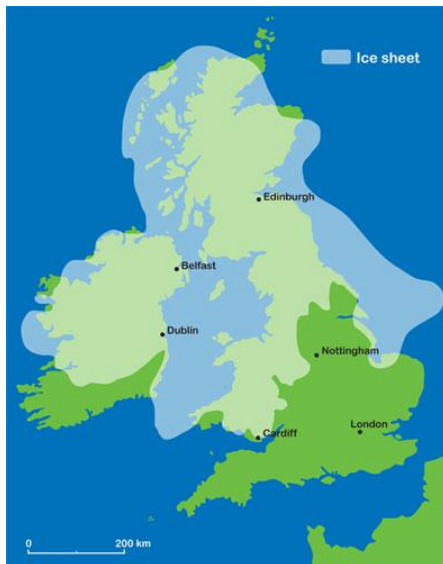 Ice sheet
Edinburgh
Belfast
Dublin
Nottingham
London
Cardiff
0 200 km